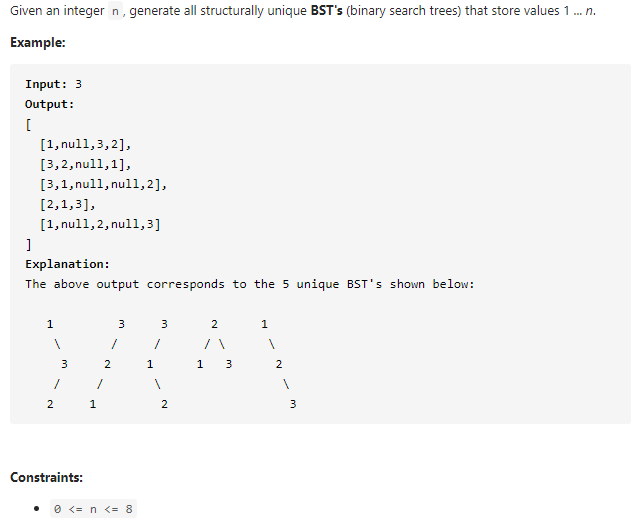 Given an integer n, generate all structurally unique BST's (binary search trees) that store values 1 ... n.
Example:
Input: 3
Output:
[
  [1,null,3,2],
  [3,2,null,1],
  [3,1,null,null,2],
  [2,1,3],
  [1,null,2,null,3]
]
Explanation:
The above output corresponds to the 5 unique BST's shown below:
   1         3     3      2      1
    \       /     /      / \      \
     3     2     1      1   3      2
    /     /       \                 \
   2     1         2                 3
Constraints:
• 0 <= n <= 8